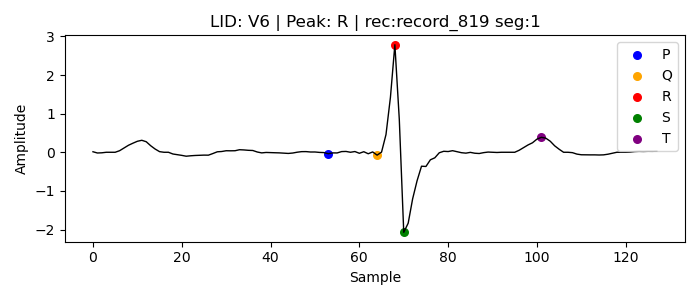 LID: V6 | Peak: R | rec:record_819 seg:1
Amplitude
3
2
1
0
−1
−2
0
20
40
60
80
100
120
Sample
P
Q
R
S
T